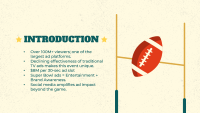 INTRODUCTION
• Over 100M+ viewers; one of the
largest ad platforms.
• Declining effectiveness of traditional
TV ads makes this event unique.
• $8M per 30-sec ad slot
• Super Bowl ads = Entertainment +
Brand Awareness.
• Social media amplifies ad impact
beyond the game.